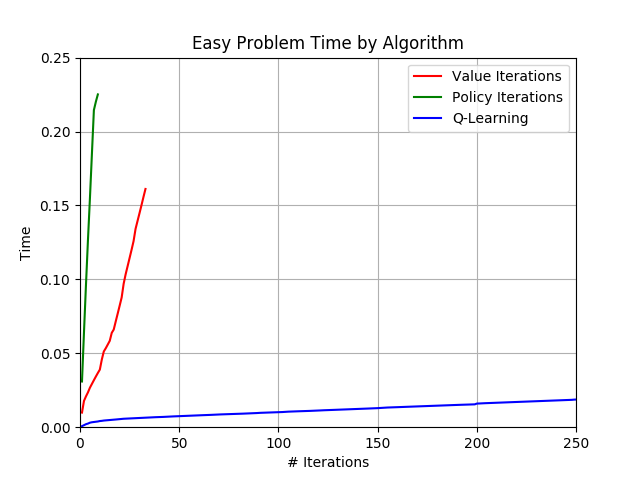 Easy Problem Time by Algorithm
Value Iterations
Policy Iterations
Q-Learning
0.25
0.20
0.15
0.10
0.05
0.00
Time
0 50 100 150 200 250
# Iterations